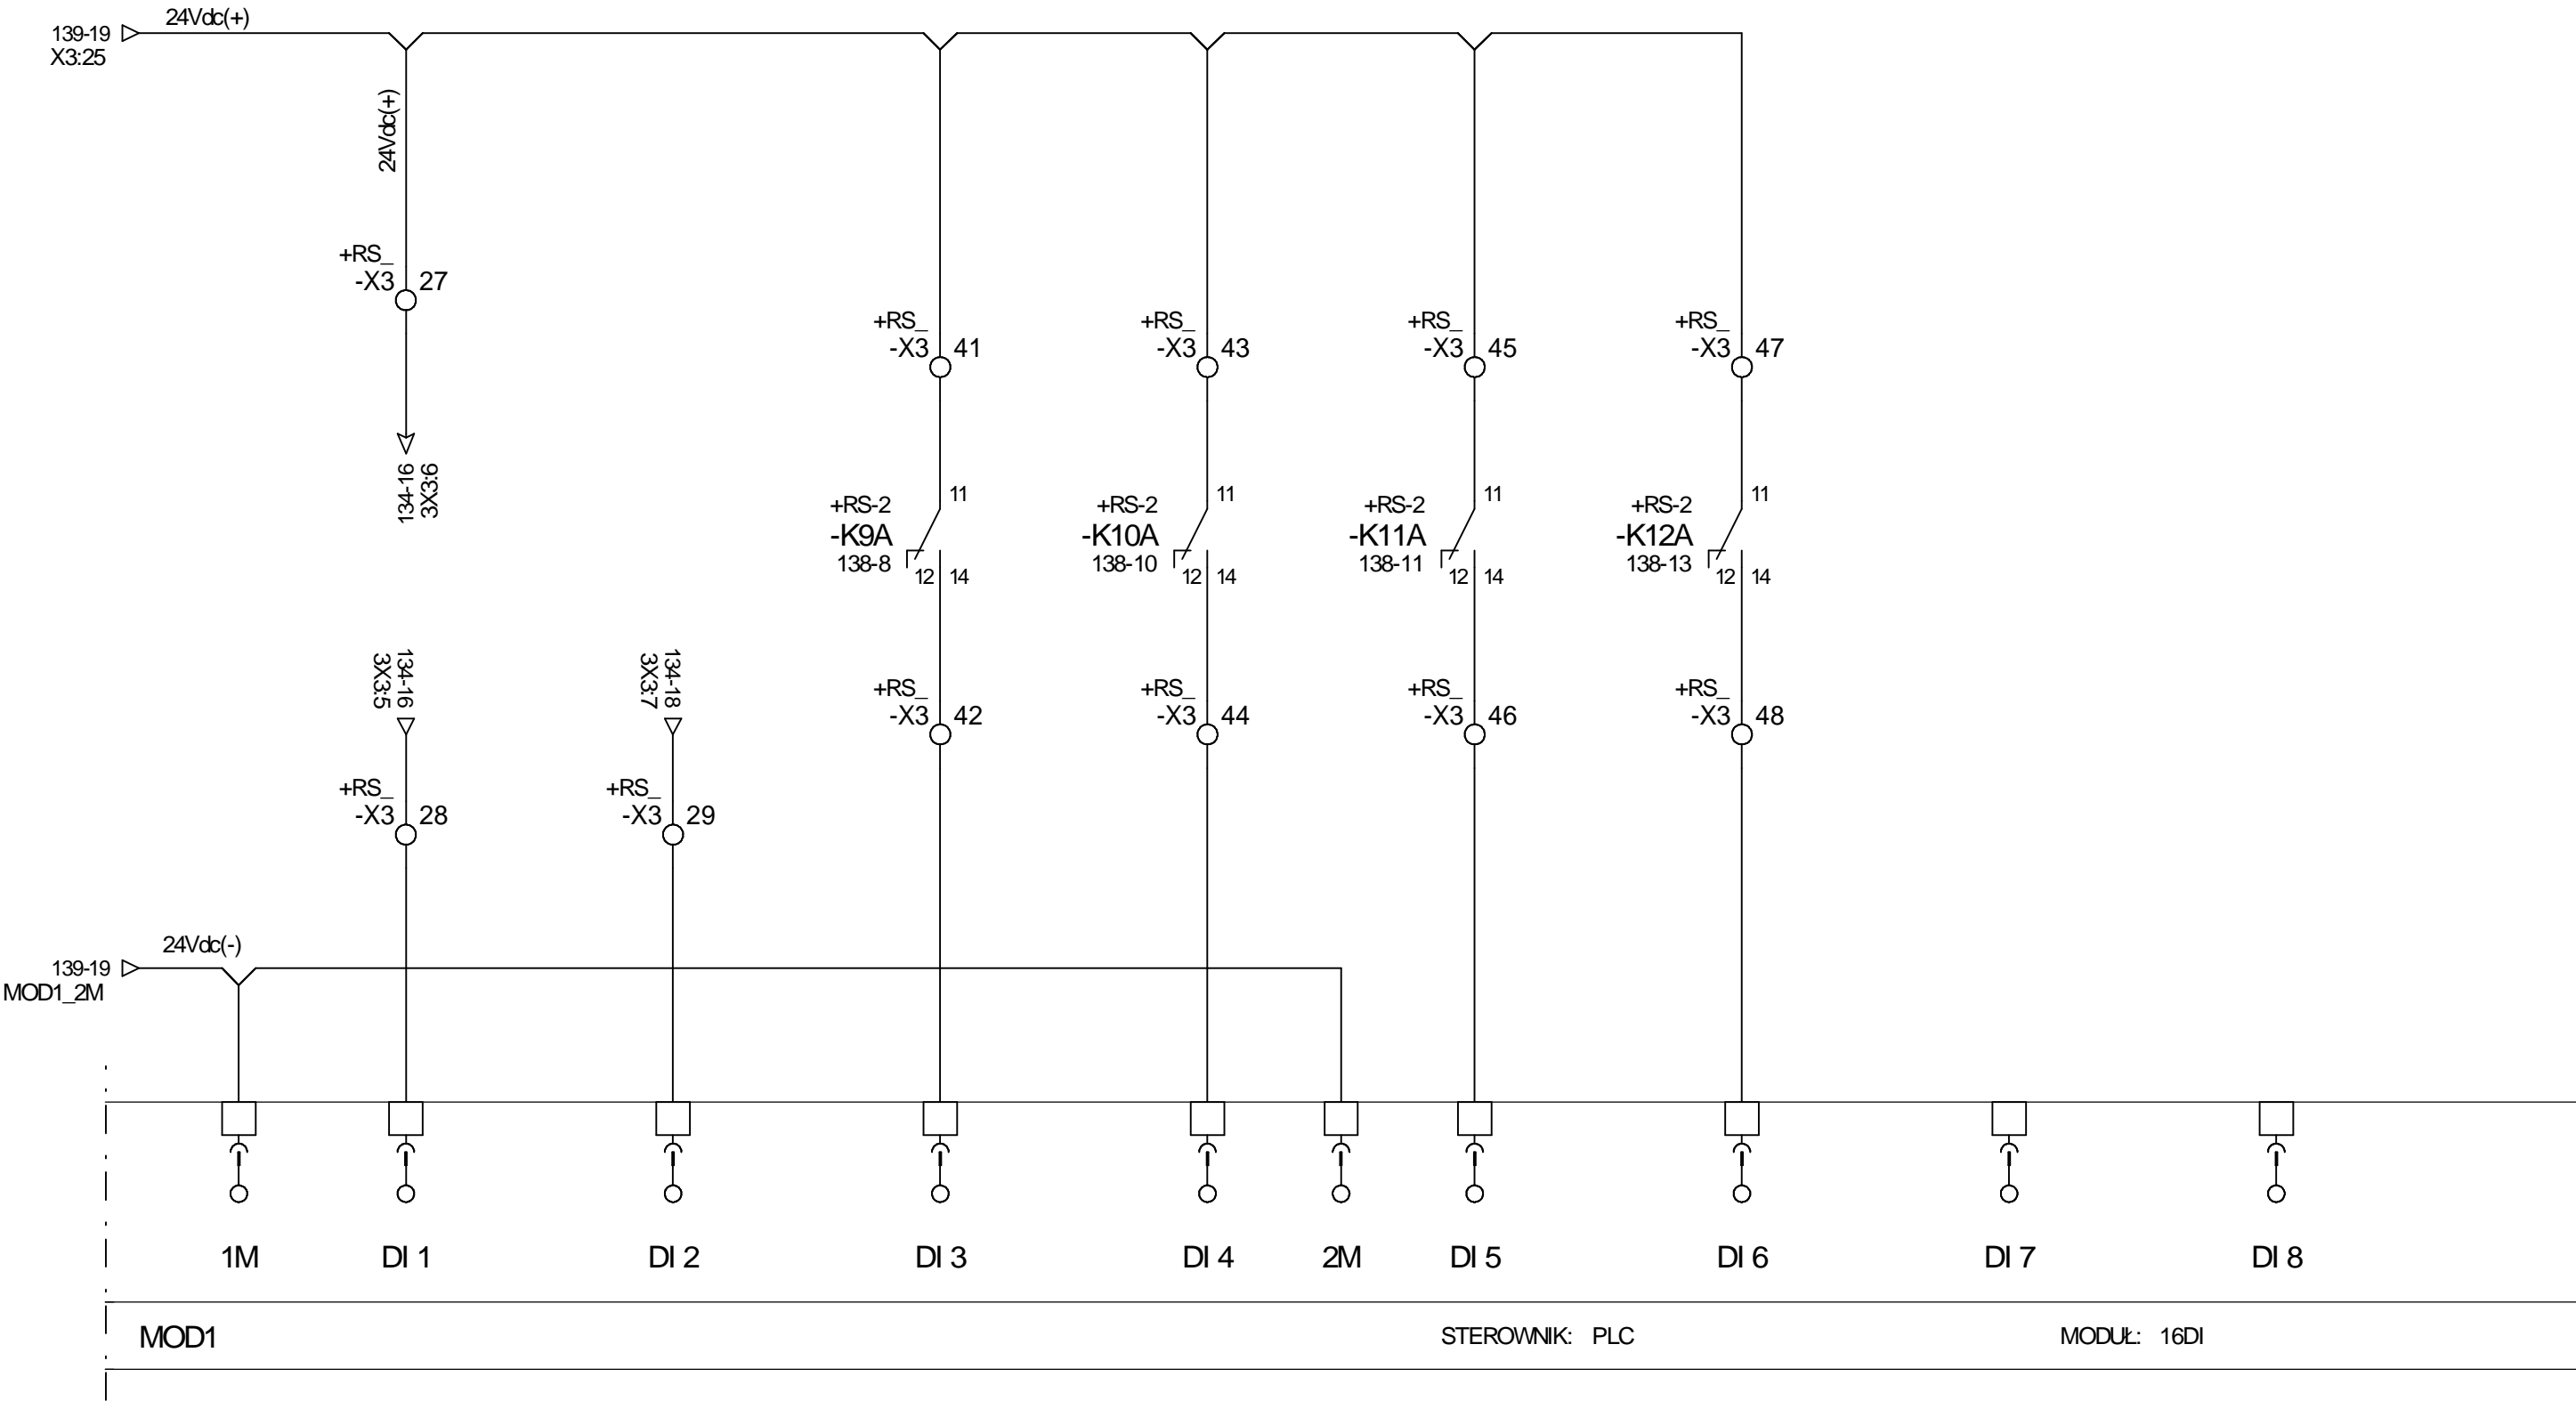 24Vdc(+)
139-19
X3:25
24Vdc(+)
+RS_
-X3 27
134-16
3X3:6
+RS_
-X3 41
+RS_
-X3 43
+RS_
-X3 45
+RS_
-X3 47
11
+RS-2
-K9A
138-8
12 14
11
+RS-2
-K10A
138-10
12 14
11
+RS-2
-K11A
138-11
12 14
11
+RS-2
-K12A
138-13
12 14
134-16
3X3:5
134-18
3X3:7
+RS_
-X3 42
+RS_
-X3 44
+RS_
-X3 46
+RS_
-X3 48
+RS_
-X3 28
+RS_
-X3 29
24Vdc(-)
139-19
MOD1_2M
1M DI 1 DI 2 DI 3 DI 4 2M DI 5 DI 6 DI 7 DI 8
MOD1 STEROWNIK: PLC MODUŁ: 16DI